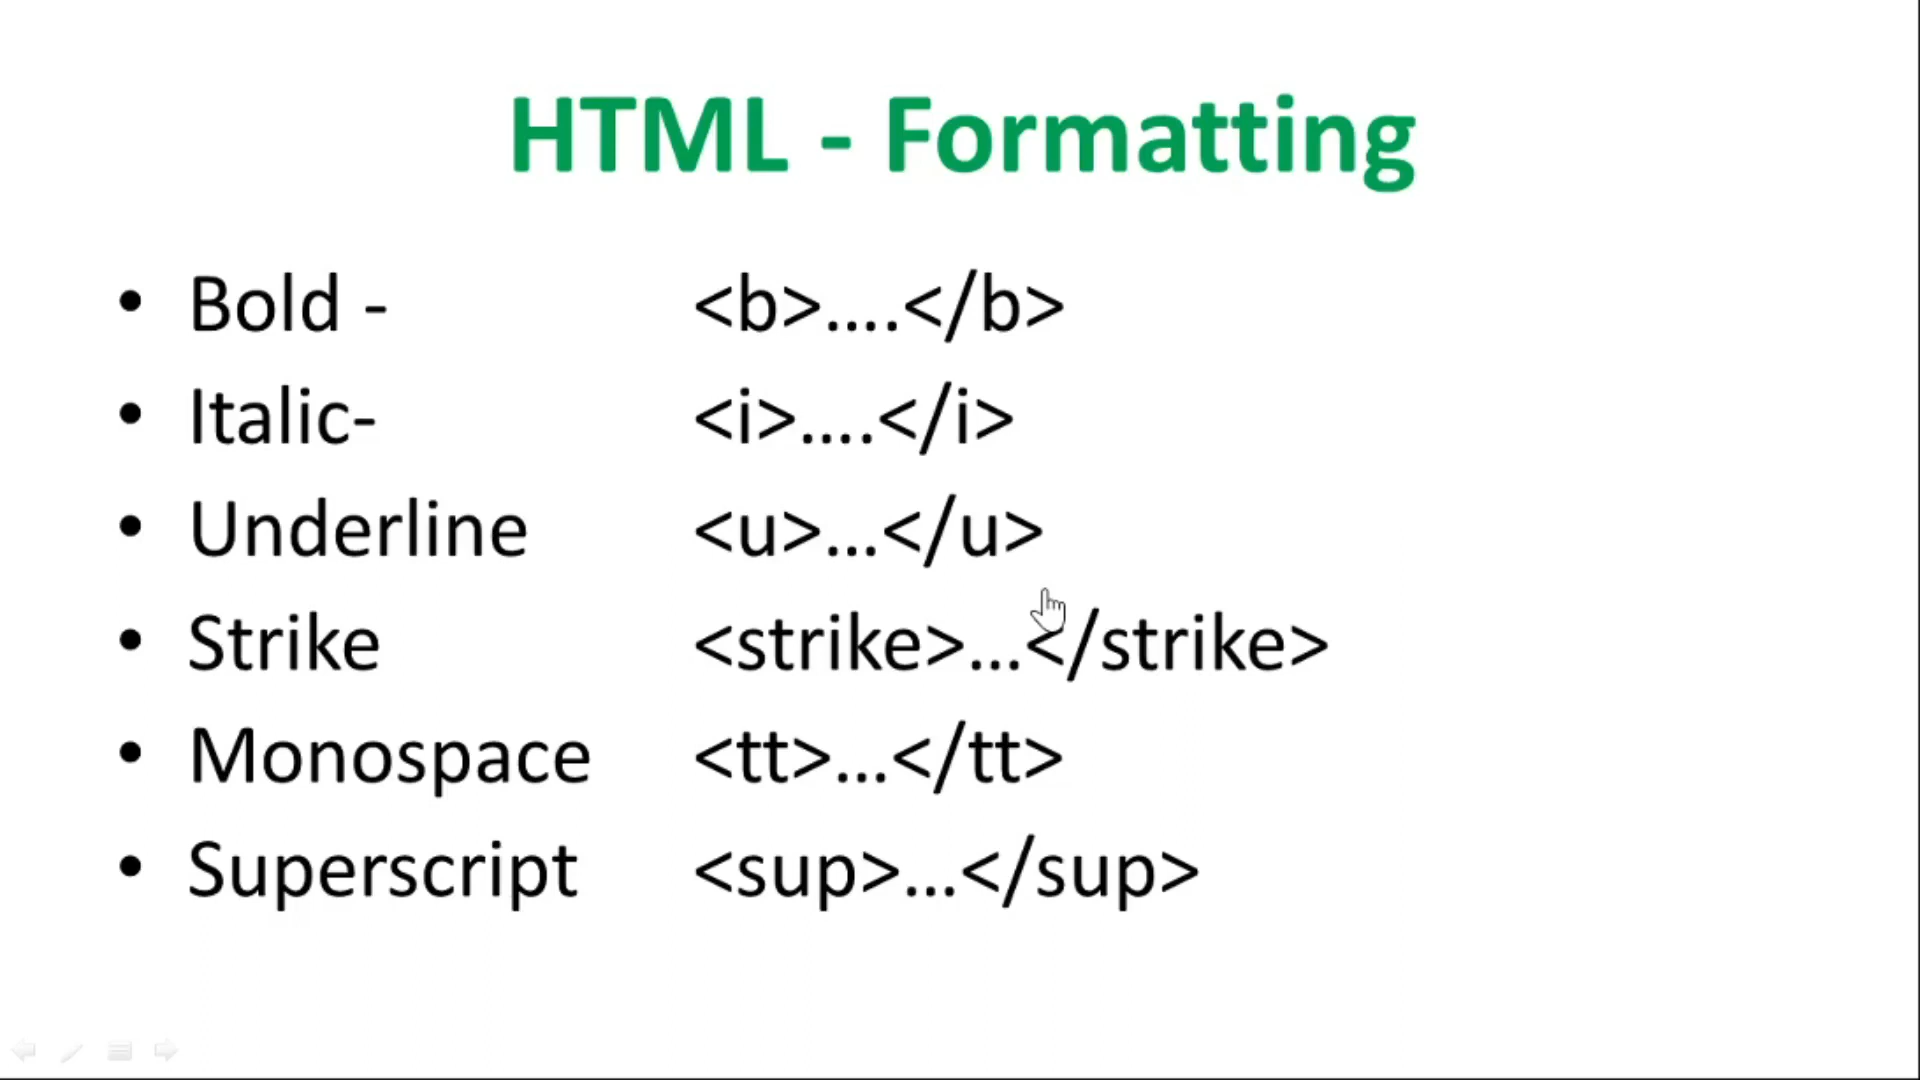 HTML - Formatting
• Bold - <b>....</b>
• Italic- <i>....</i>
• Underline <u>...</u>
• Strike <strike>...</strike>
• Monospace <tt>...</tt>
• Superscript <sup>...</sup>